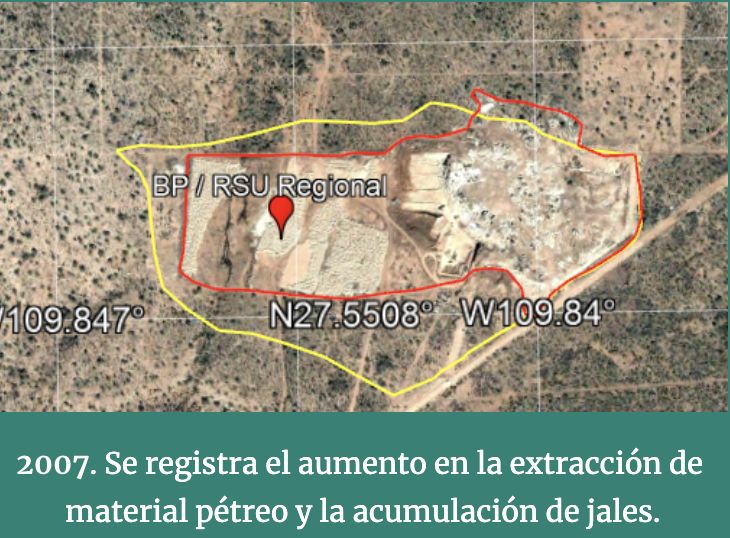 BP / RSU Regional
W109.847°
N27.5508°
W109.84°
2007. Se registra el aumento en la extracción de
material pétreo y la acumulación de jales.